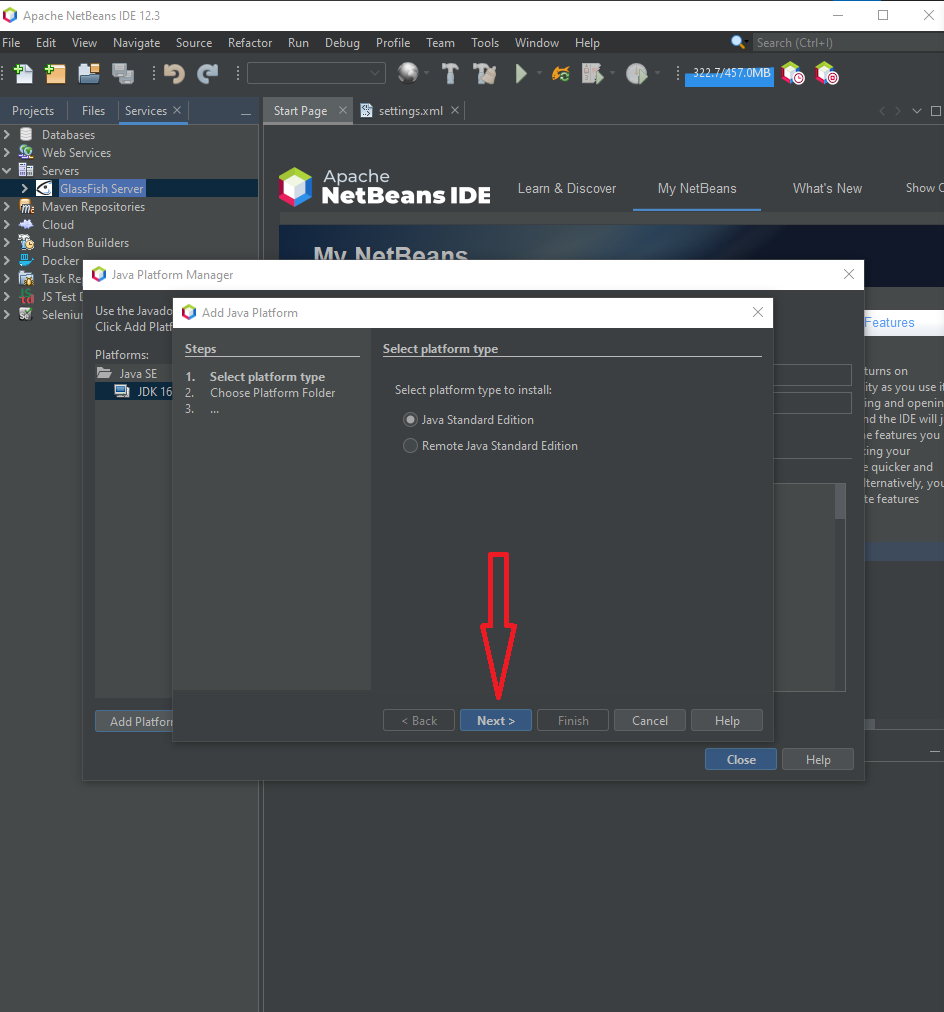 Apache NetBeans IDE 12.3
File Edit View Navigate Source Refactor Run Debug Profile Team Tools Window Help
Search (Ctrl+I)
322.7/457.0MB
Projects Files Services
Start Page settings.xml
Databases
Web Services
Servers
GlassFish Server
Maven Repositories
Cloud
Hudson Builders
Docker
Task Re
JS Test D
Seleniu
Apache
NetBeans IDE
Learn & Discover My NetBeans What's New Show
My NetBeans
Java Platform Manager
Use the Javado
Click Add Platf
Platforms:
Java SE
JDK 16
Add Platform
Add Java Platform
Steps
1. Select platform type
2. Choose Platform Folder
3. ...
Select platform type
Select platform type to install:
Java Standard Edition
Remote Java Standard Edition
< Back Next > Finish Cancel Help
Close Help
Features
turns on
ity as you use it
ing and openin
nd the IDE will j
e features you
ing your
e quicker and
lternatively, you
te features